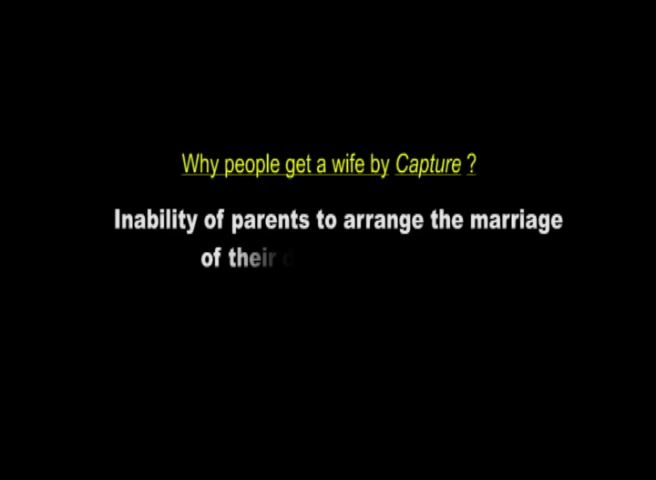 Why people get a wife by Capture ?
Inability of parents to arrange the marriage
of their